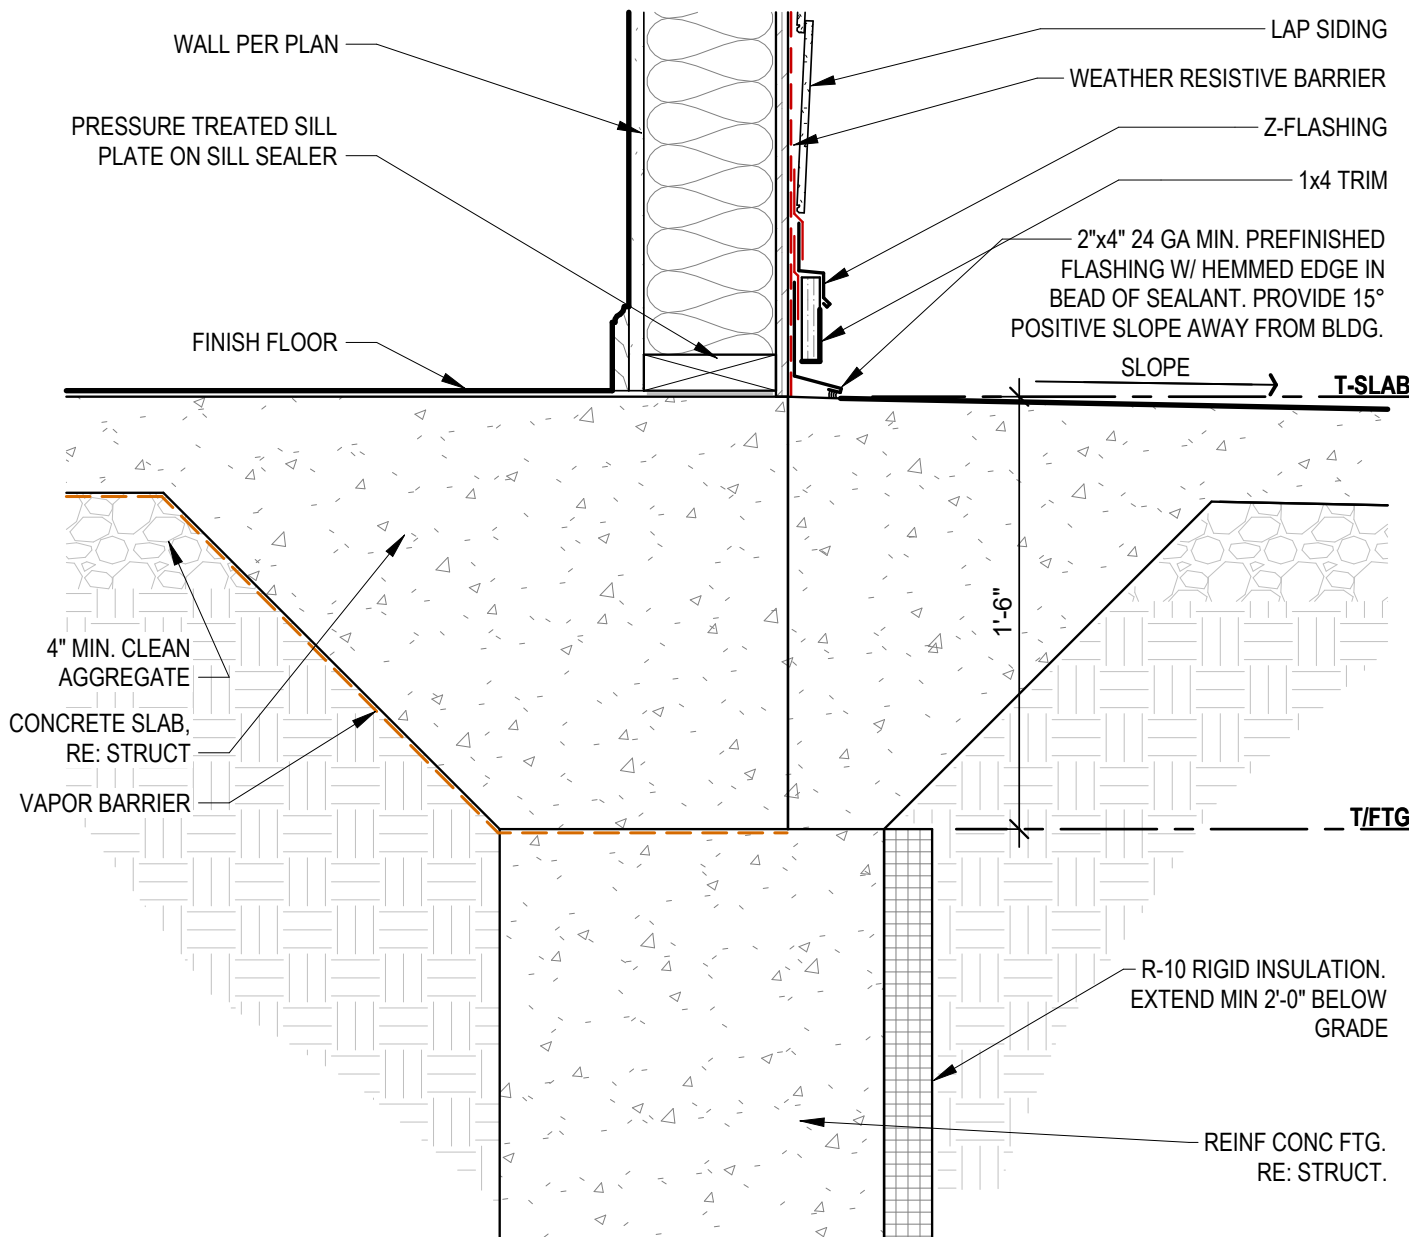 WALL PER PLAN
PRESSURE TREATED SILL
PLATE ON SILL SEALER
FINISH FLOOR
4" MIN. CLEAN
AGGREGATE
CONCRETE SLAB,
RE: STRUCT
VAPOR BARRIER
LAP SIDING
WEATHER RESISTIVE BARRIER
Z-FLASHING
1x4 TRIM
2"x4" 24 GA MIN. PREFINISHED
FLASHING W/ HEMMED EDGE IN
BEAD OF SEALANT. PROVIDE 15°
POSITIVE SLOPE AWAY FROM BLDG.
SLOPE
T-SLAB
1'-6"
T/FTG
R-10 RIGID INSULATION.
EXTEND MIN 2'-0" BELOW
GRADE
REINF CONC FTG.
RE: STRUCT.